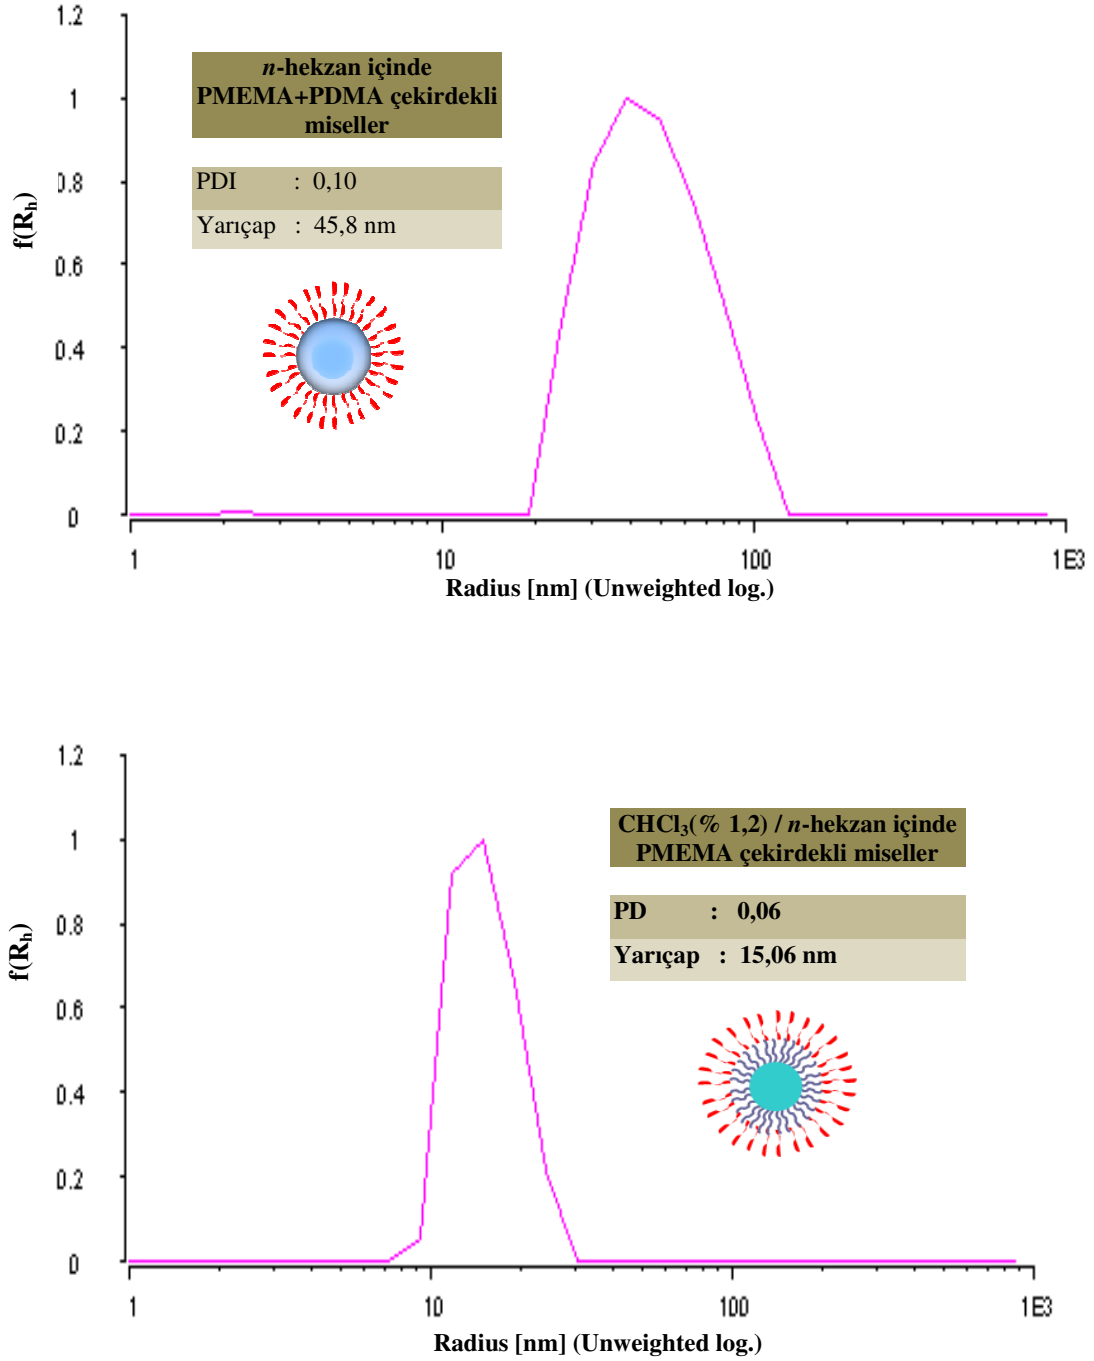 1.2
n-hekzan içinde
PMEMA+PDMA çekirdekli
miseller
1
PDI : 0,10
0.8
Yarıçap : 45,8 nm
f(Rₕ)
0.6
0.4
0.2
0
1 10 100 1E3
Radius [nm] (Unweighted log.)
1.2
CHCl₃(% 1,2) / n-hekzan içinde
PMEMA çekirdekli miseller
1
PD : 0,06
0.8
Yarıçap : 15,06 nm
f(Rₕ)
0.6
0.4
0.2
0
1 10 100 1E3
Radius [nm] (Unweighted log.)